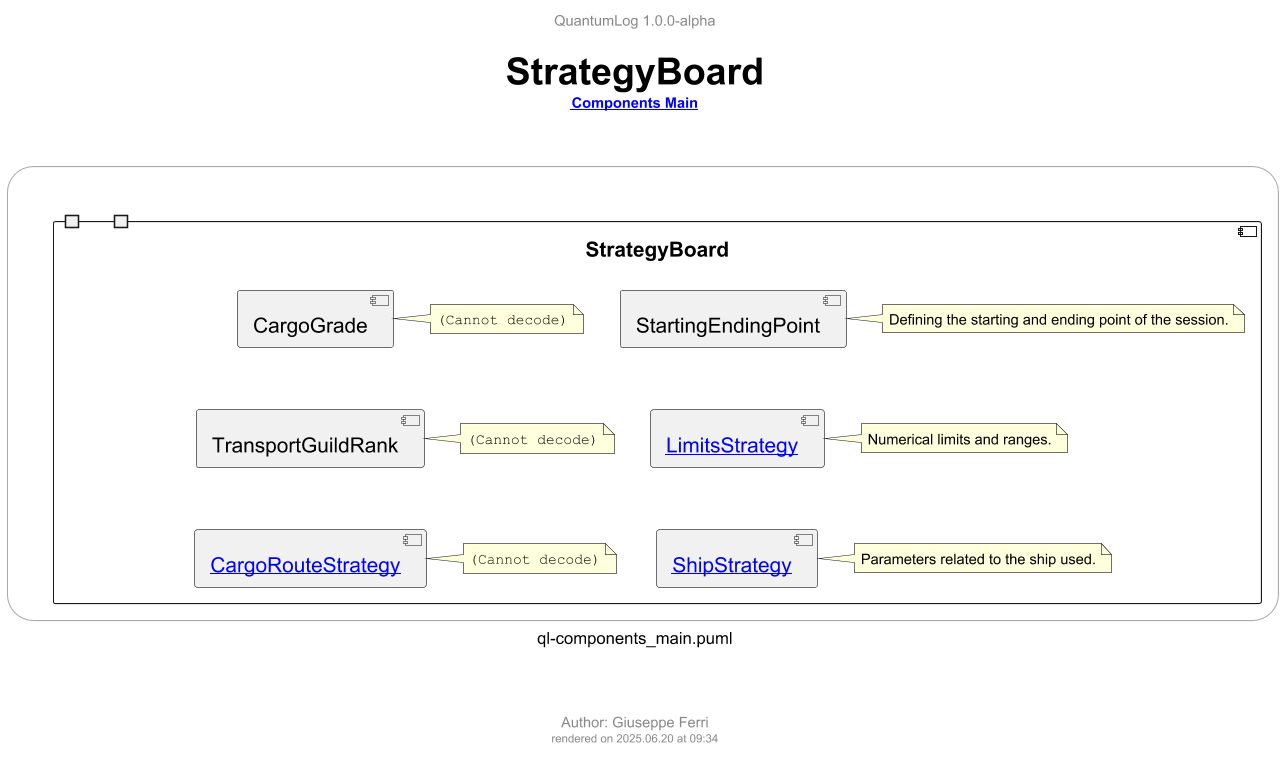 QuantumLog 1.0.0-alpha
StrategyBoard
Components Main
StrategyBoard
CargoGrade
(Cannot decode)
StartingEndingPoint
Defining the starting and ending point of the session.
TransportGuildRank
(Cannot decode)
LimitsStrategy
Numerical limits and ranges.
CargoRouteStrategy
(Cannot decode)
ShipStrategy
Parameters related to the ship used.
ql-components_main.puml
Author: Giuseppe Ferri
rendered on 2025.06.20 at 09:34